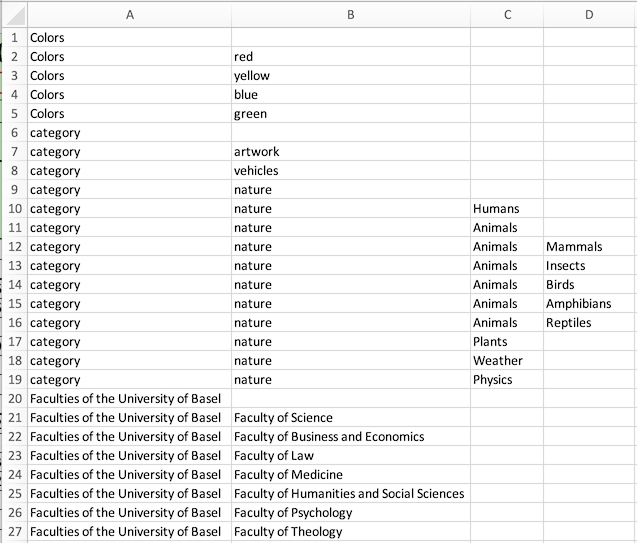 A B C D
1 Colors
2 Colors red
3 Colors yellow
4 Colors blue
5 Colors green
6 category
7 category artwork
8 category vehicles
9 category nature
10 category nature Humans
11 category nature Animals
12 category nature Animals Mammals
13 category nature Animals Insects
14 category nature Animals Birds
15 category nature Animals Amphibians
16 category nature Animals Reptiles
17 category nature Plants
18 category nature Weather
19 category nature Physics
20 Faculties of the University of Basel
21 Faculties of the University of Basel Faculty of Science
22 Faculties of the University of Basel Faculty of Business and Economics
23 Faculties of the University of Basel Faculty of Law
24 Faculties of the University of Basel Faculty of Medicine
25 Faculties of the University of Basel Faculty of Humanities and Social Sciences
26 Faculties of the University of Basel Faculty of Psychology
27 Faculties of the University of Basel Faculty of Theology